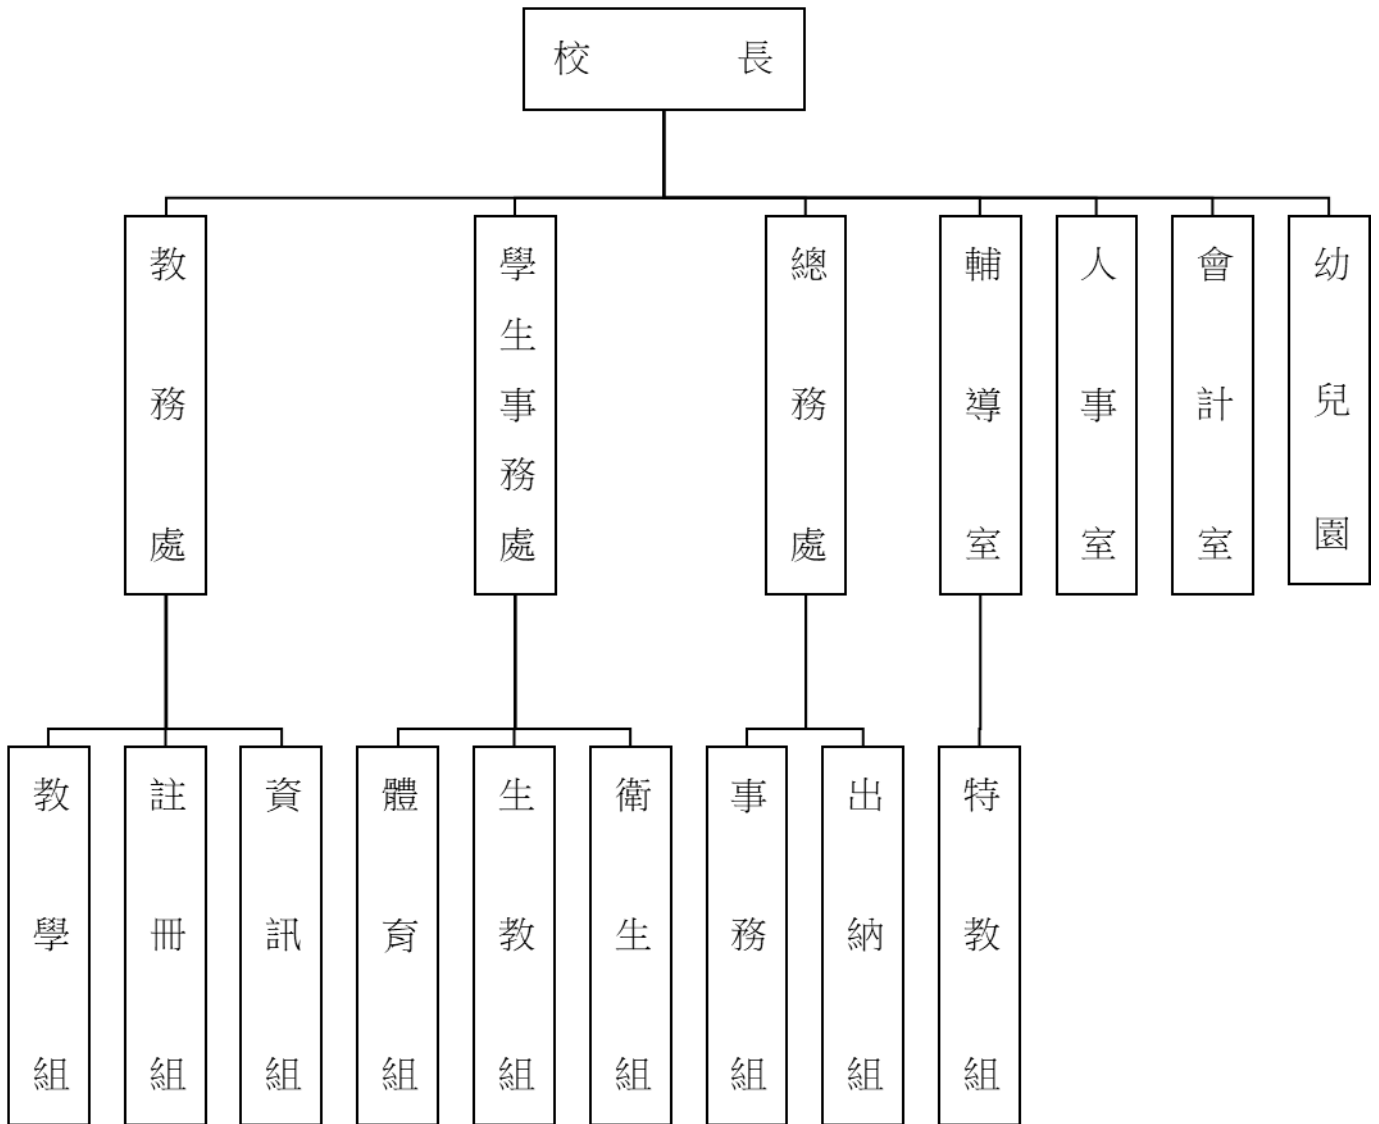 校長
教務處
學生事務處
總務處
輔導室
人事室
會計室
幼兒園
教學組
註冊組
資訊組
體育組
生教組
衛生組
事務組
出納組
特教組